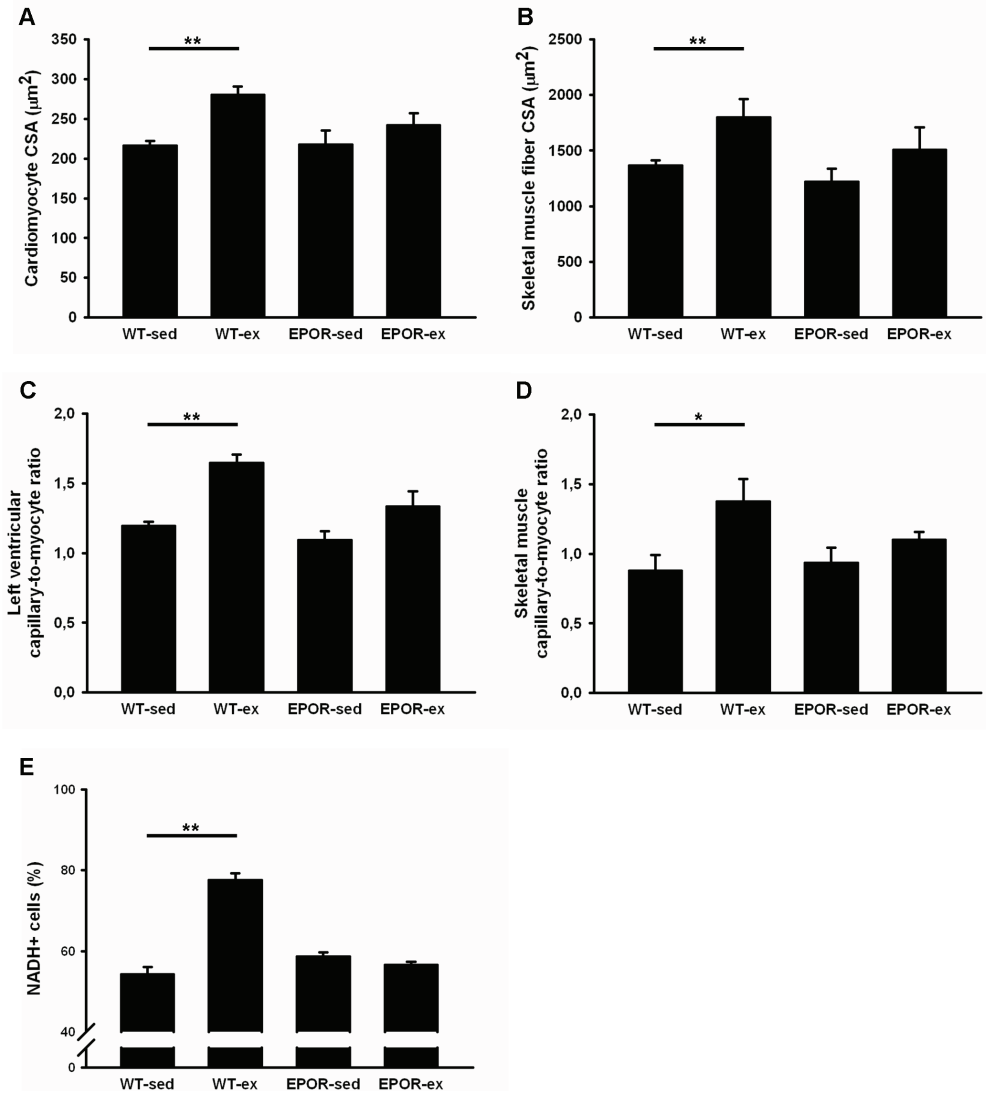 A
Cardiomyocyte CSA (µm2)
350
300
250
200
150
100
50
0
**
WT-sed WT-ex EPOR-sed EPOR-ex
B
Skeletal muscle fiber CSA (µm2)
2500
2000
1500
1000
500
0
**
WT-sed WT-ex EPOR-sed EPOR-ex
C
Left ventricular
capillary-to-myocyte ratio
2,0
1,5
1,0
0,5
0,0
**
WT-sed WT-ex EPOR-sed EPOR-ex
D
Skeletal muscle
capillary-to-myocyte ratio
2,0
1,5
1,0
0,5
0,0
*
WT-sed WT-ex EPOR-sed EPOR-ex
E
NADH+ cells (%)
100
80
60
40
0
**
WT-sed WT-ex EPOR-sed EPOR-ex